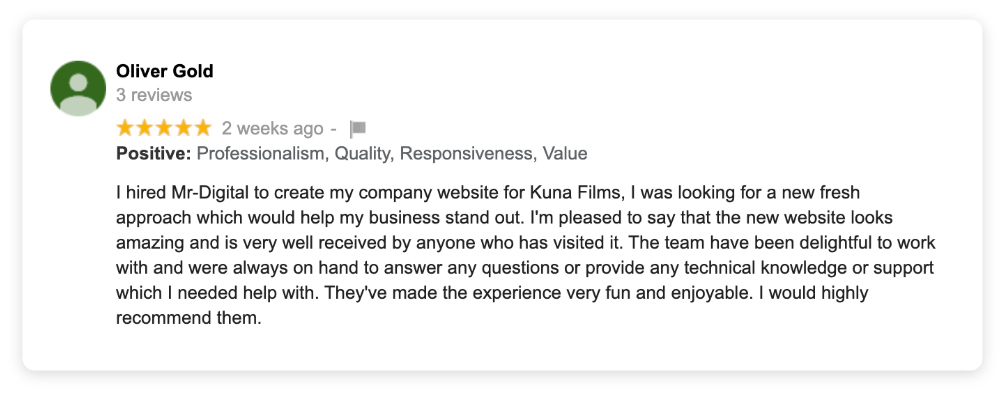 Oliver Gold
3 reviews
2 weeks ago -
Positive: Professionalism, Quality, Responsiveness, Value
I hired Mr-Digital to create my company website for Kuna Films, I was looking for a new fresh
approach which would help my business stand out. I'm pleased to say that the new website looks
amazing and is very well received by anyone who has visited it. The team have been delightful to work
with and were always on hand to answer any questions or provide any technical knowledge or support
which I needed help with. They've made the experience very fun and enjoyable. I would highly
recommend them.